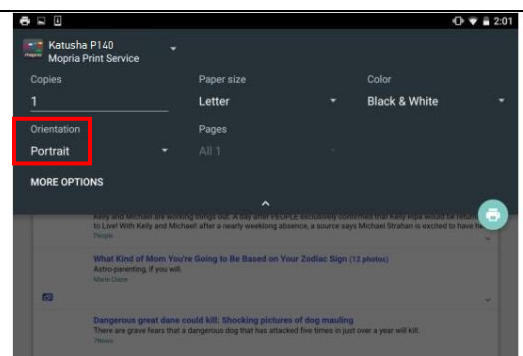 2:01
Katusha P140
Mopria Print Service
Copies
Paper size
Color
1
Letter
Black & White
Orientation
Pages
Portrait
All 1
MORE OPTIONS
Kelly and Michael are working things out. A day after PEOPLE exclusively confirmed that Kelly Ripa would be return
to Live! With Kelly and Michael! after a nearly weeklong absence, a source says Michael Strahan is excited to have he
People
What Kind of Mom You're Going to Be Based on Your Zodiac Sign (12 photos)
Astro-parenting, if you will.
Marie Claire
Dangerous great dane could kill: Shocking pictures of dog mauling
There are grave fears that a dangerous dog that has attacked five times in just over a year will kill.
7News